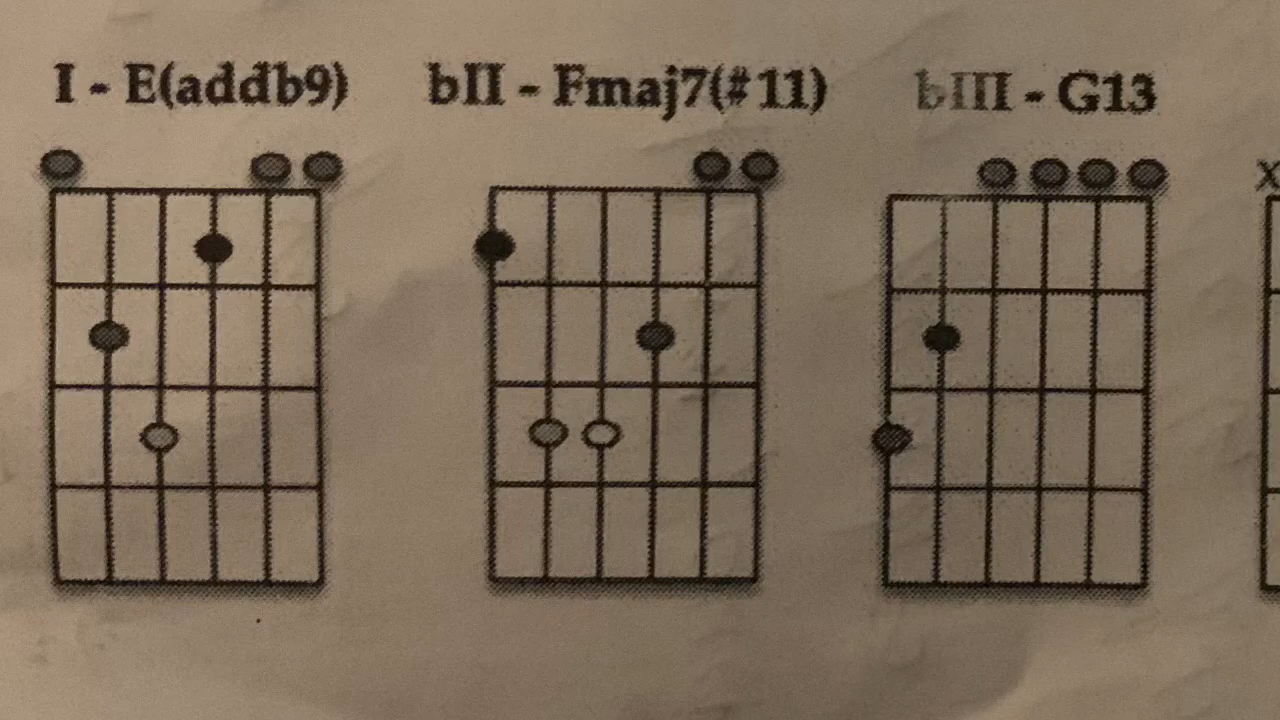 I - E(addb9)
bII - Fmaj7(#11)
bIII - G13
x